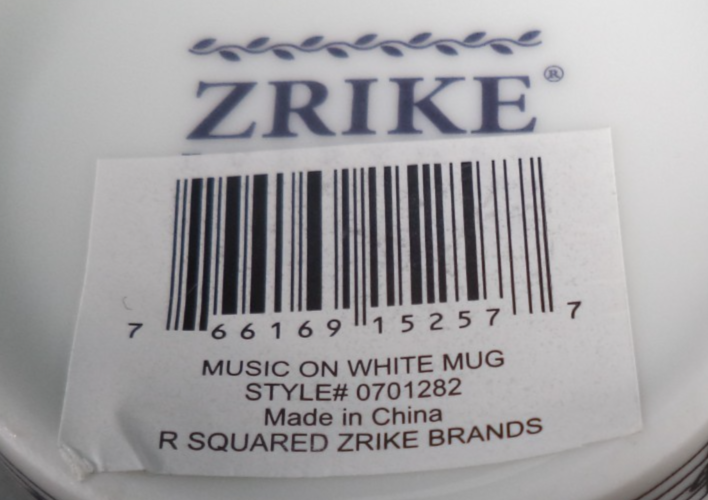 ZRIKE®
7 66169 15257 7
MUSIC ON WHITE MUG
STYLE# 0701282
Made in China
R SQUARED ZRIKE BRANDS